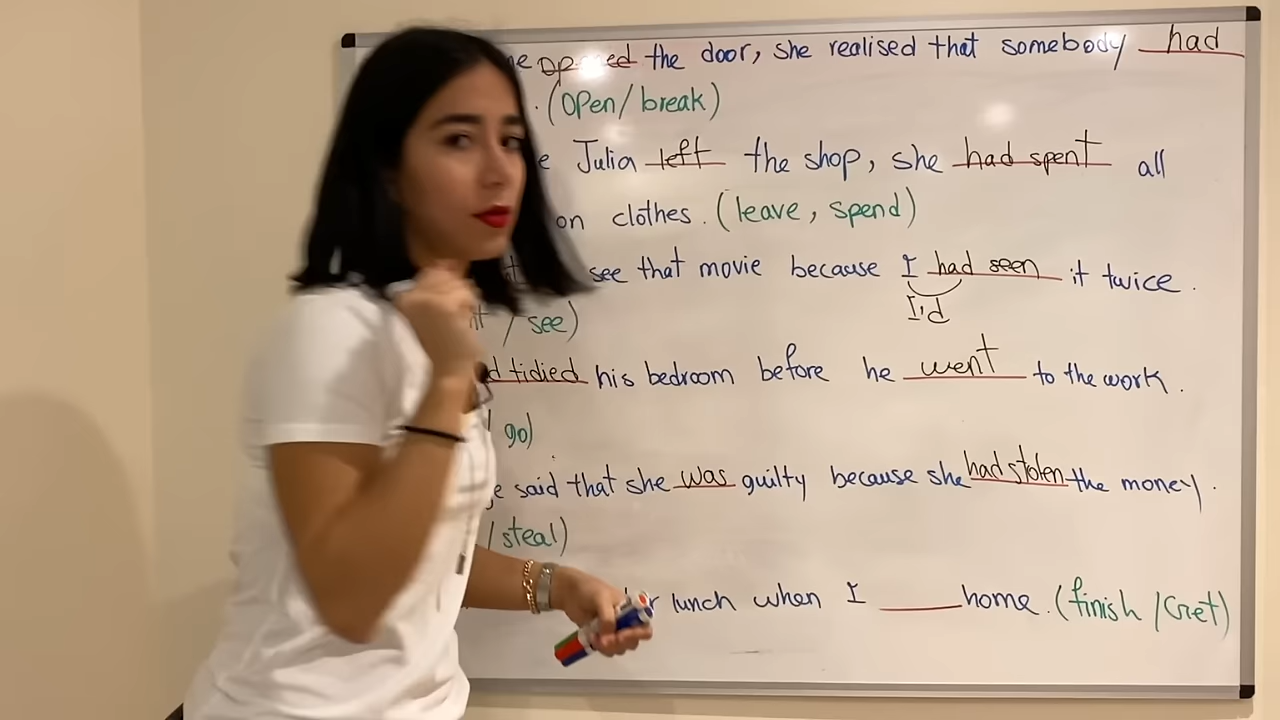 opened the door, she realised that somebody had
. (open/break)
Julia left the shop, she had spent all
on clothes. (leave, spend)
see that movie because I had seen it twice.
I'd
/ see)
tidied his bedroom before he went to the work.
go)
said that she was guilty because she had stolen the money.
/ steal)
lunch when I ____ home. (finish / Get)